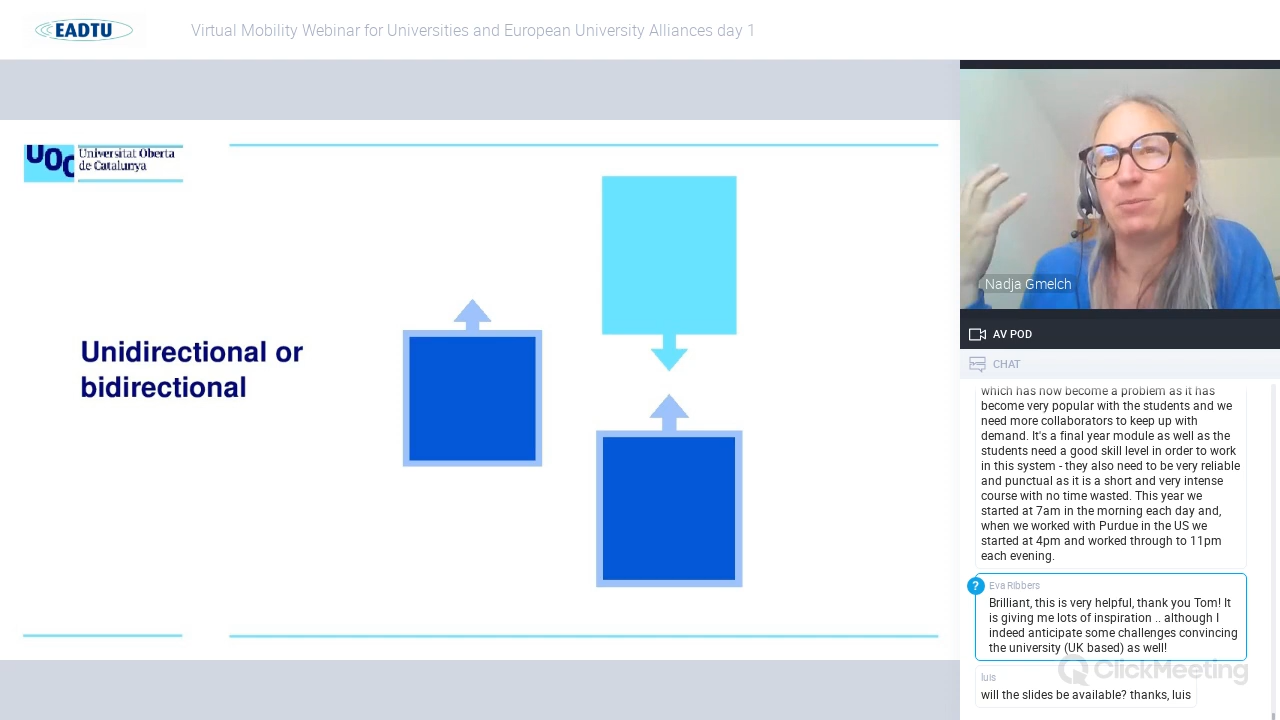 EADTU
Virtual Mobility Webinar for Universities and European University Alliances day 1
UOC
Universitat Oberta
de Catalunya
Unidirectional or
bidirectional
Nadja Gmelch
AV POD
CHAT
which has now become a problem as it has
become very popular with the students and we
need more collaborators to keep up with
demand. It's a final year module as well as the
students need a good skill level in order to work
in this system - they also need to be very reliable
and punctual as it is a short and very intense
course with no time wasted. This year we
started at 7am in the morning each day and,
when we worked with Purdue in the US we
started at 4pm and worked through to 11pm
each evening.
?
Eva Ribbers
Brilliant, this is very helpful, thank you Tom! It
is giving me lots of inspiration .. although I
indeed anticipate some challenges convincing
the university (UK based) as well!
ClickMeeting
luis
will the slides be available? thanks, luis